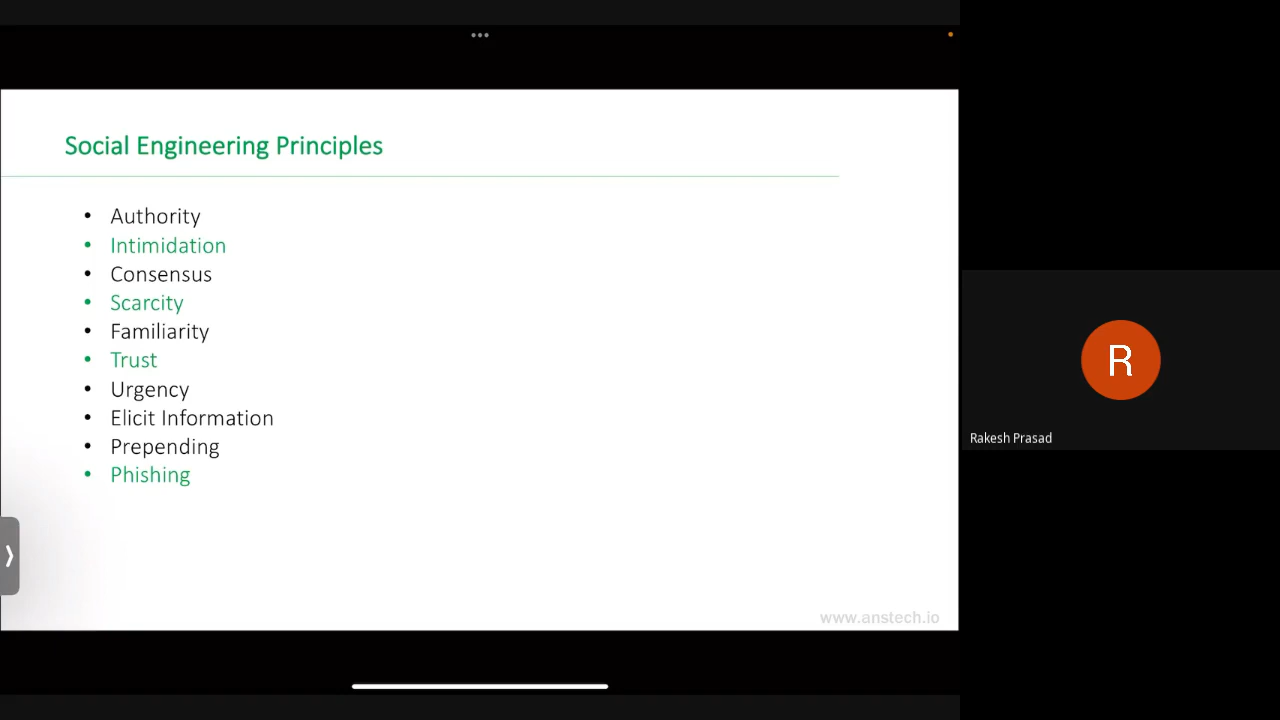 Social Engineering Principles
• Authority
• Intimidation
• Consensus
• Scarcity
• Familiarity
• Trust
• Urgency
• Elicit Information
• Prepending
• Phishing
www.anstech.io
R
Rakesh Prasad